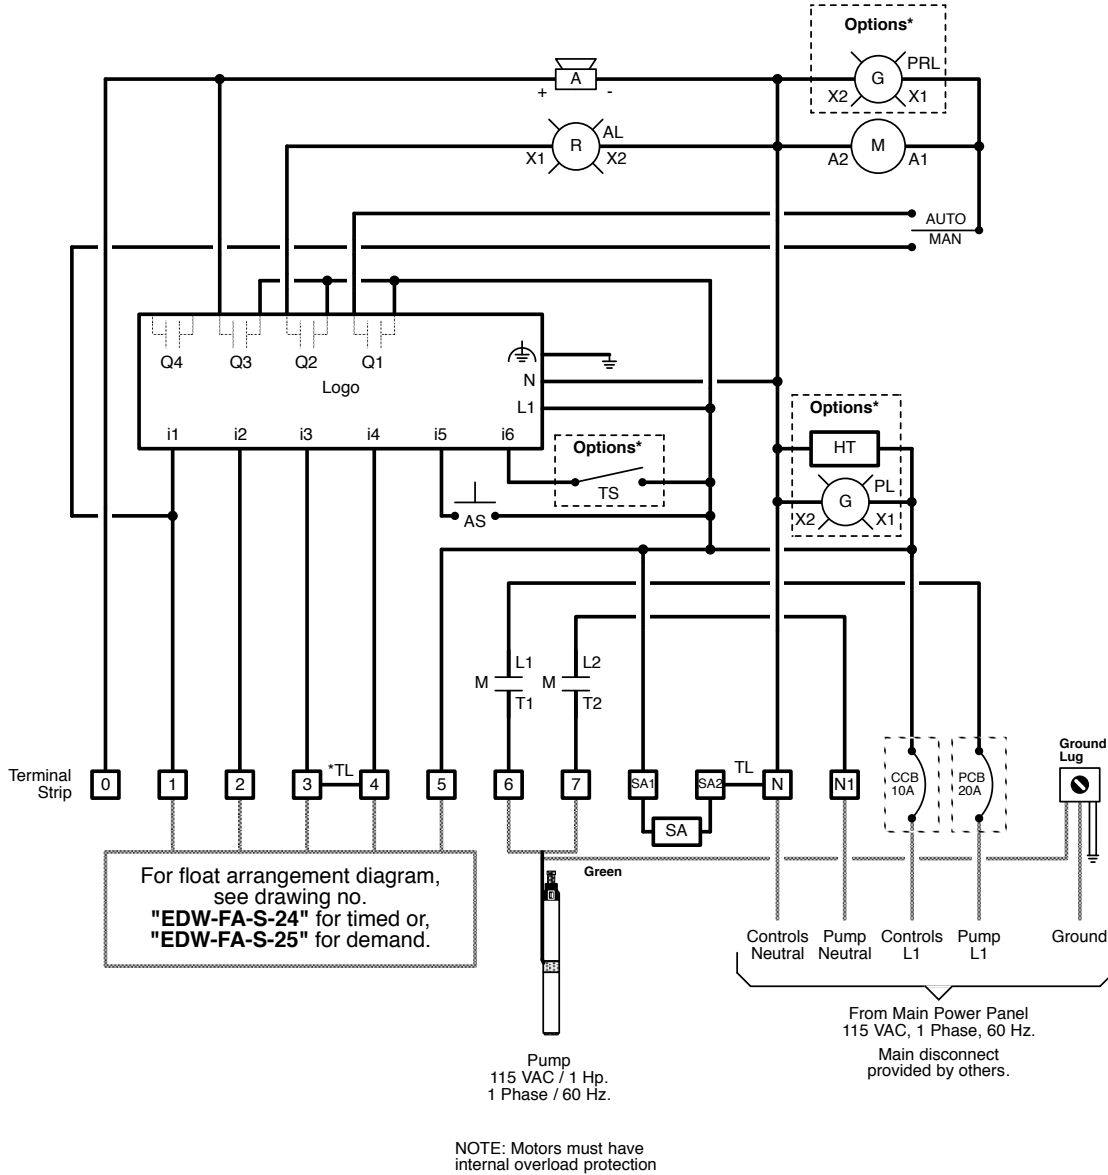 Options*
A
+ -
G
PRL
X2 X1
R
AL
X1 X2
M
A2 A1
AUTO
MAN
Q4 Q3 Q2 Q1
Logo
N
L1
i1 i2 i3 i4 i5 i6
Options*
TS
AS
Options*
HT
G
PL
X2 X1
M L1
T1
M L2
T2
Terminal
Strip
0 1 2 3 *TL 4 5 6 7 SA1 SA2 TL N N1
SA
CCB
10A
PCB
20A
Ground
Lug
Green
For float arrangement diagram,
see drawing no.
"EDW-FA-S-24" for timed or,
"EDW-FA-S-25" for demand.
Controls
Neutral
Pump
Neutral
Controls
L1
Pump
L1
Ground
From Main Power Panel
115 VAC, 1 Phase, 60 Hz.
Main disconnect
provided by others.
Pump
115 VAC / 1 Hp.
1 Phase / 60 Hz.
NOTE: Motors must have
internal overload protection